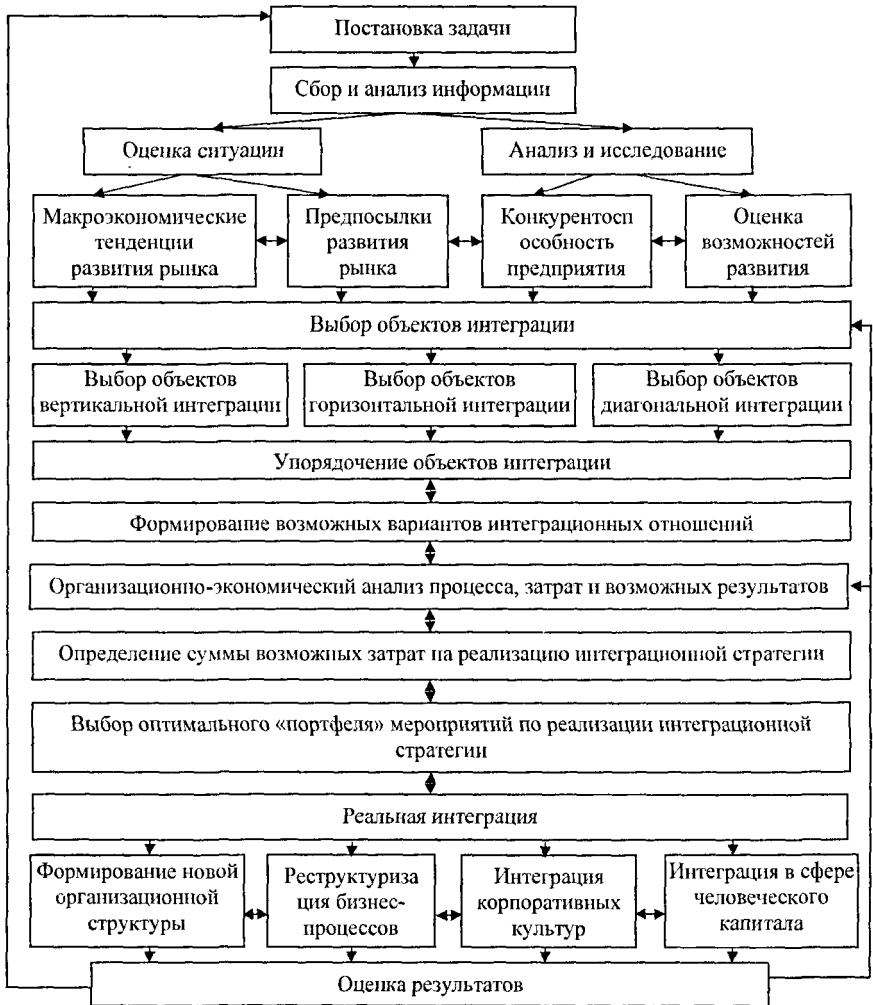 Постановка задачи
Сбор и анализ информации
Оценка ситуации
Анализ и исследование
Макроэкономические
тенденции
развития рынка
Предпосылки
развития
рынка
Конкурентосп
особность
предприятия
Оценка
возможностей
развития
Выбор объектов интеграции
Выбор объектов
вертикальной интеграции
Выбор объектов
горизонтальной интеграции
Выбор объектов
диагональной интеграции
Упорядочение объектов интеграции
Формирование возможных вариантов интеграционных отношений
Организационно-экономический анализ процесса, затрат и возможных результатов
Определение суммы возможных затрат на реализацию интеграционной стратегии
Выбор оптимального «портфеля» мероприятий по реализации интеграционной
стратегии
Реальная интеграция
Формирование новой
организационной
структуры
Реструктуриза
ция бизнес-
процессов
Интеграция
корпоративных
культур
Интеграция в сфере
человеческого
капитала
Оценка результатов